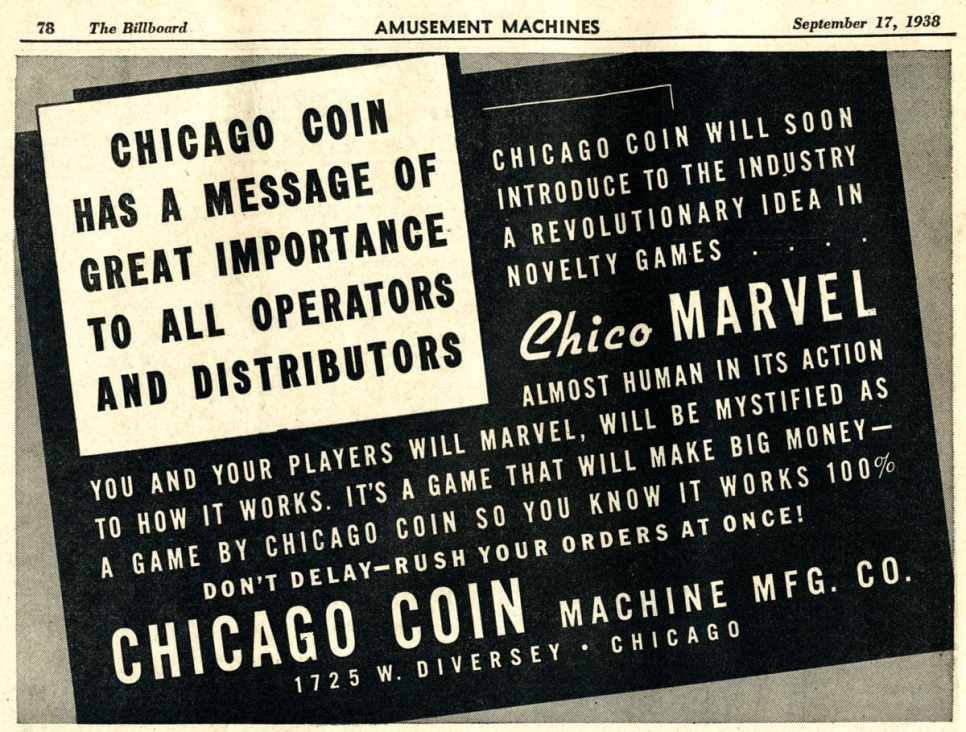 78 The Billboard AMUSEMENT MACHINES September 17, 1938
CHICAGO COIN
HAS A MESSAGE OF
GREAT IMPORTANCE
TO ALL OPERATORS
AND DISTRIBUTORS
CHICAGO COIN WILL SOON
INTRODUCE TO THE INDUSTRY
A REVOLUTIONARY IDEA IN
NOVELTY GAMES . . . .
Chico MARVEL
ALMOST HUMAN IN ITS ACTION
YOU AND YOUR PLAYERS WILL MARVEL, WILL BE MYSTIFIED AS
TO HOW IT WORKS. IT'S A GAME THAT WILL MAKE BIG MONEY—
A GAME BY CHICAGO COIN SO YOU KNOW IT WORKS 100%
DON'T DELAY—RUSH YOUR ORDERS AT ONCE!
CHICAGO COIN MACHINE MFG. CO.
1725 W. DIVERSEY • CHICAGO